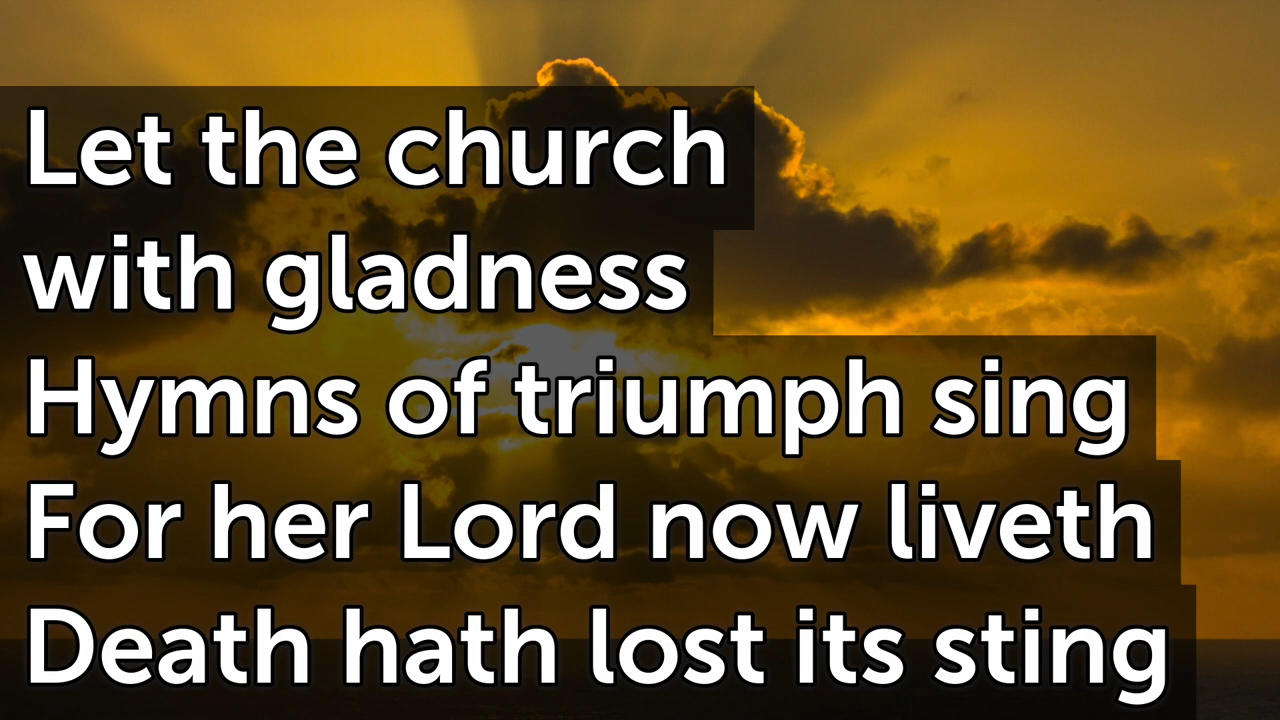 Let the church
with gladness
Hymns of triumph sing
For her Lord now liveth
Death hath lost its sting